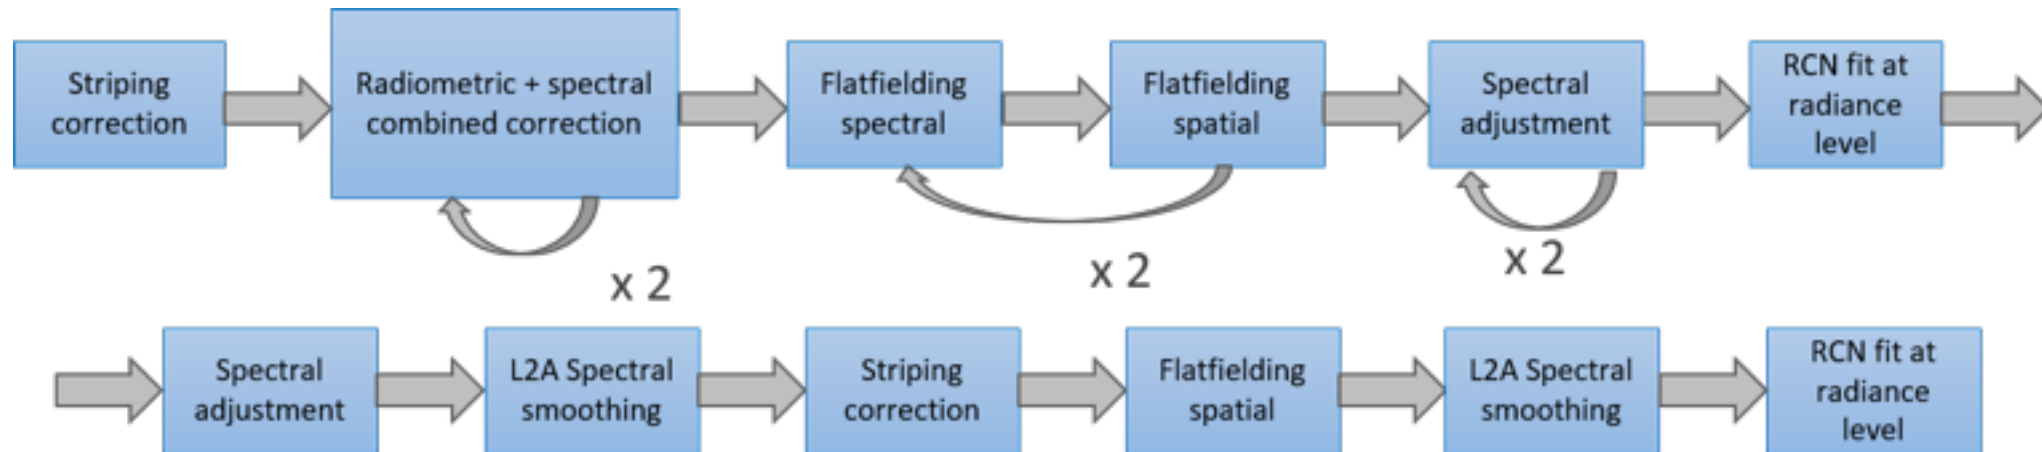 Striping
correction
Radiometric + spectral
combined correction
Flatfielding
spectral
Flatfielding
spatial
Spectral
adjustment
RCN fit at
radiance
level
x 2
x 2
x 2
Spectral
adjustment
L2A Spectral
smoothing
Striping
correction
Flatfielding
spatial
L2A Spectral
smoothing
RCN fit at
radiance
level